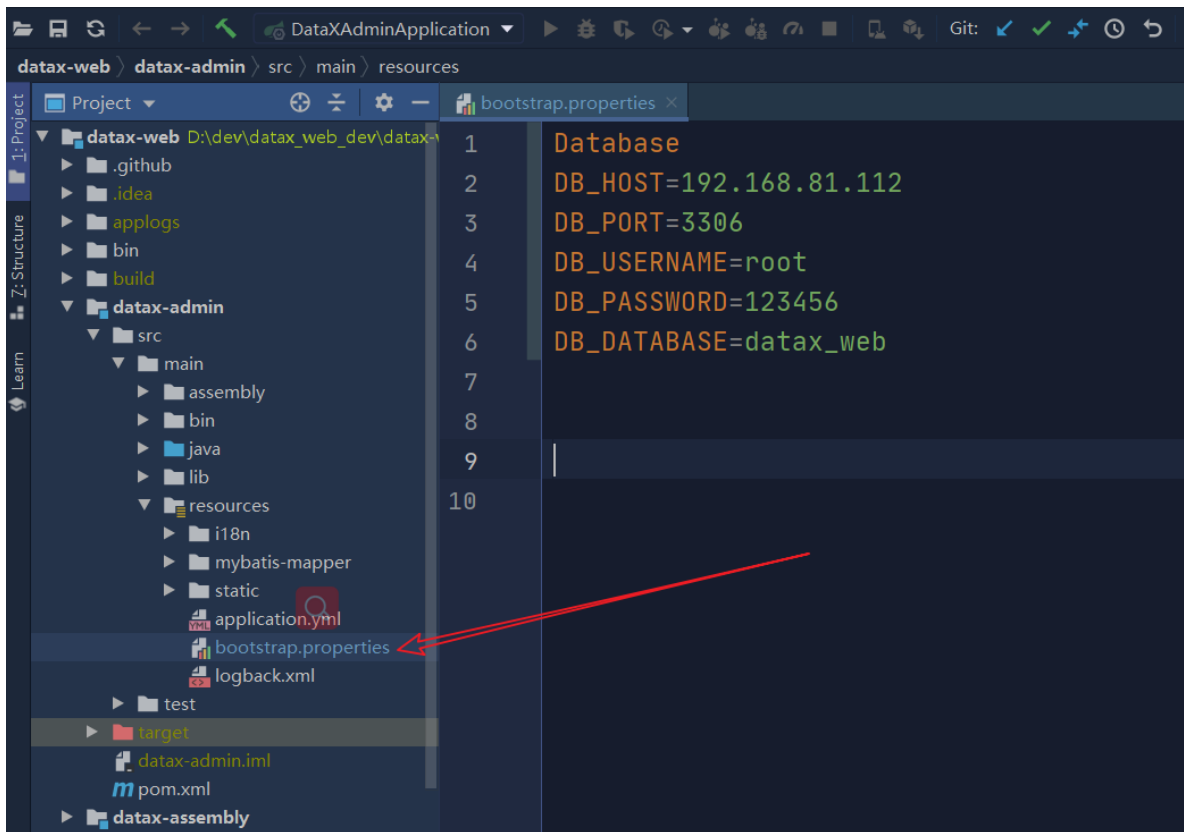 DataXAdminApplication
Git:
datax-web 〉 datax-admin 〉 src 〉 main 〉 resources
1: Project
Z: Structure
Learn
Project
datax-web D:\dev\datax_web_dev\datax-
.github
.idea
applogs
bin
build
datax-admin
src
main
assembly
bin
java
lib
resources
i18n
mybatis-mapper
static
application.yml
bootstrap.properties
logback.xml
test
target
datax-admin.iml
pom.xml
datax-assembly
bootstrap.properties ×
1 Database
2 DB_HOST=192.168.81.112
3 DB_PORT=3306
4 DB_USERNAME=root
5 DB_PASSWORD=123456
6 DB_DATABASE=datax_web
7
8
9
10